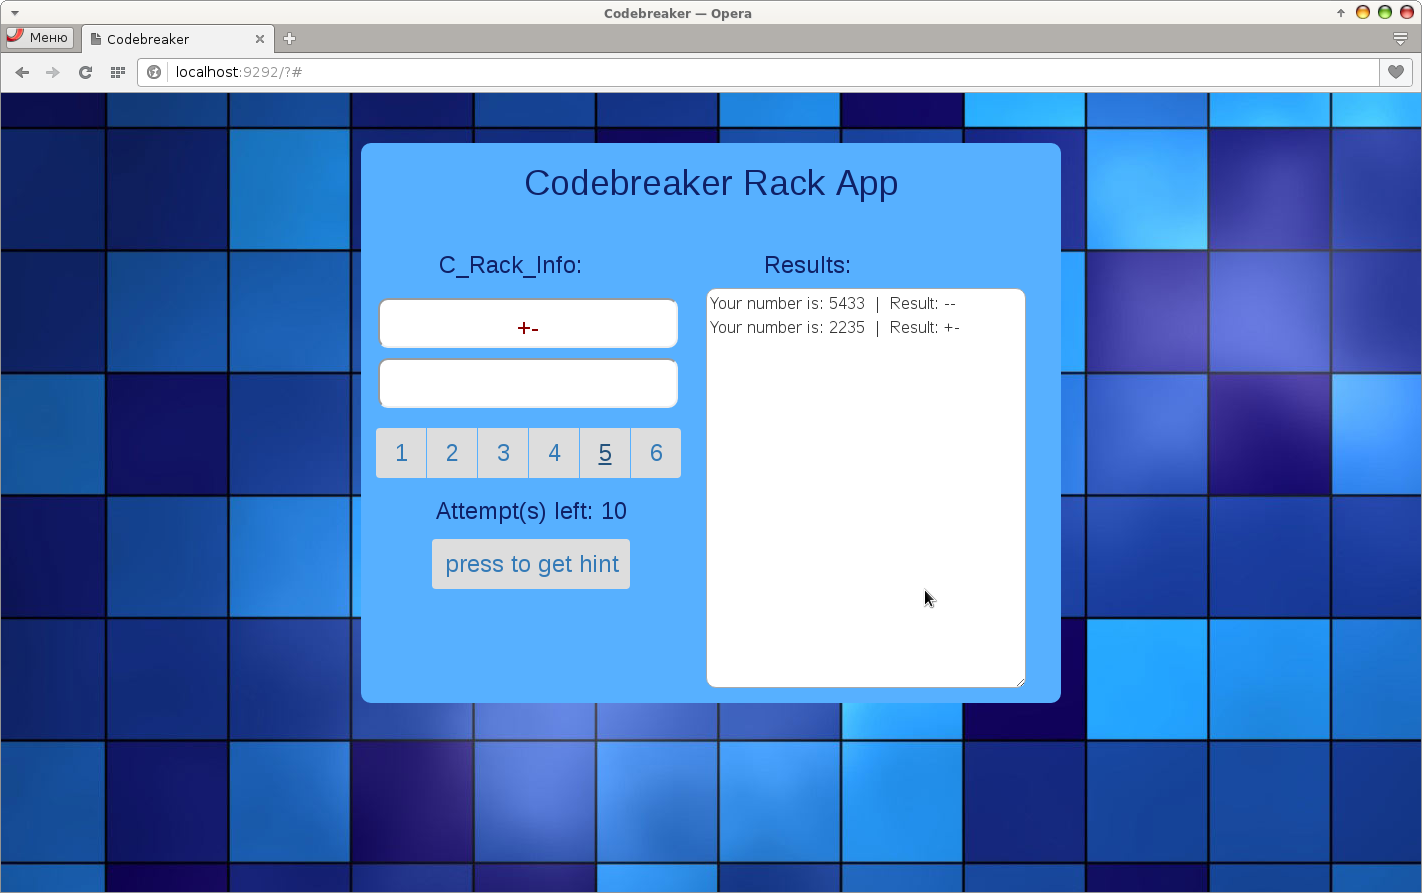 Codebreaker — Opera
Меню
Codebreaker
localhost:9292/?#
Codebreaker Rack App
C_Rack_Info:
+-
1 2 3 4 5 6
Attempt(s) left: 10
press to get hint
Results:
Your number is: 5433 | Result: --
Your number is: 2235 | Result: +-